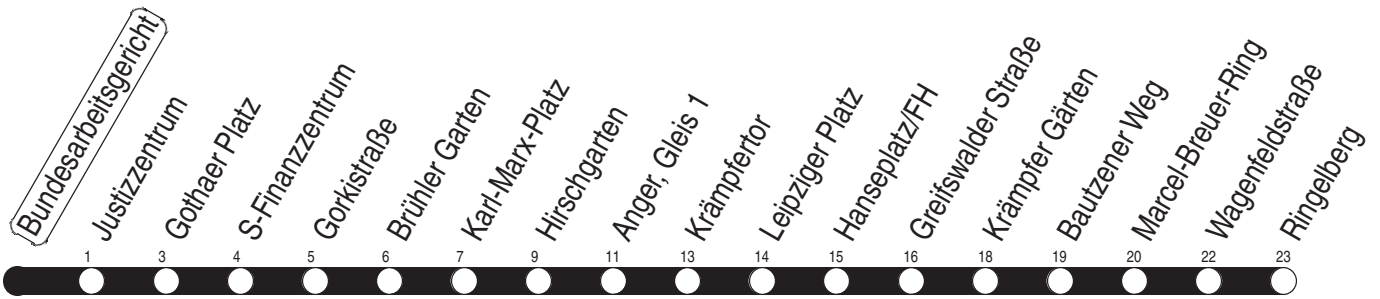 Bundesarbeitsgericht
Justizzentrum
Gothaer Platz
S-Finanzzentrum
Gorkistraße
Brühler Garten
Karl-Marx-Platz
Hirschgarten
Anger, Gleis 1
Krämpfertor
Leipziger Platz
Hanseplatz/FH
Greifswalder Straße
Krämpfer Gärten
Bautzener Weg
Marcel-Breuer-Ring
Wagenfeldstraße
Ringelberg
1 3 4 5 6 7 9 11 13 14 15 16 18 19 20 22 23